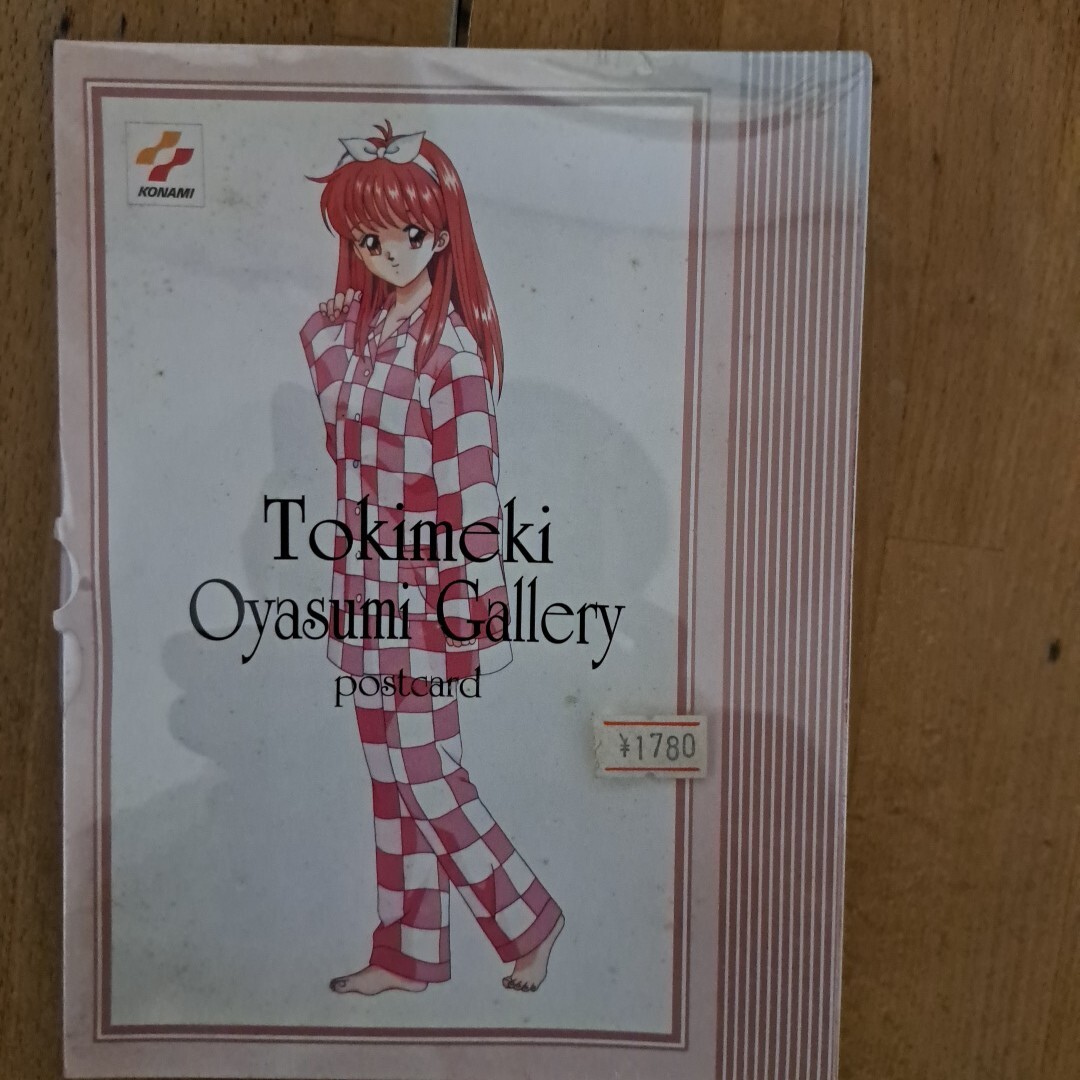 KONAMI
Tokimeki
Oyasumi Gallery
postcard
¥1780